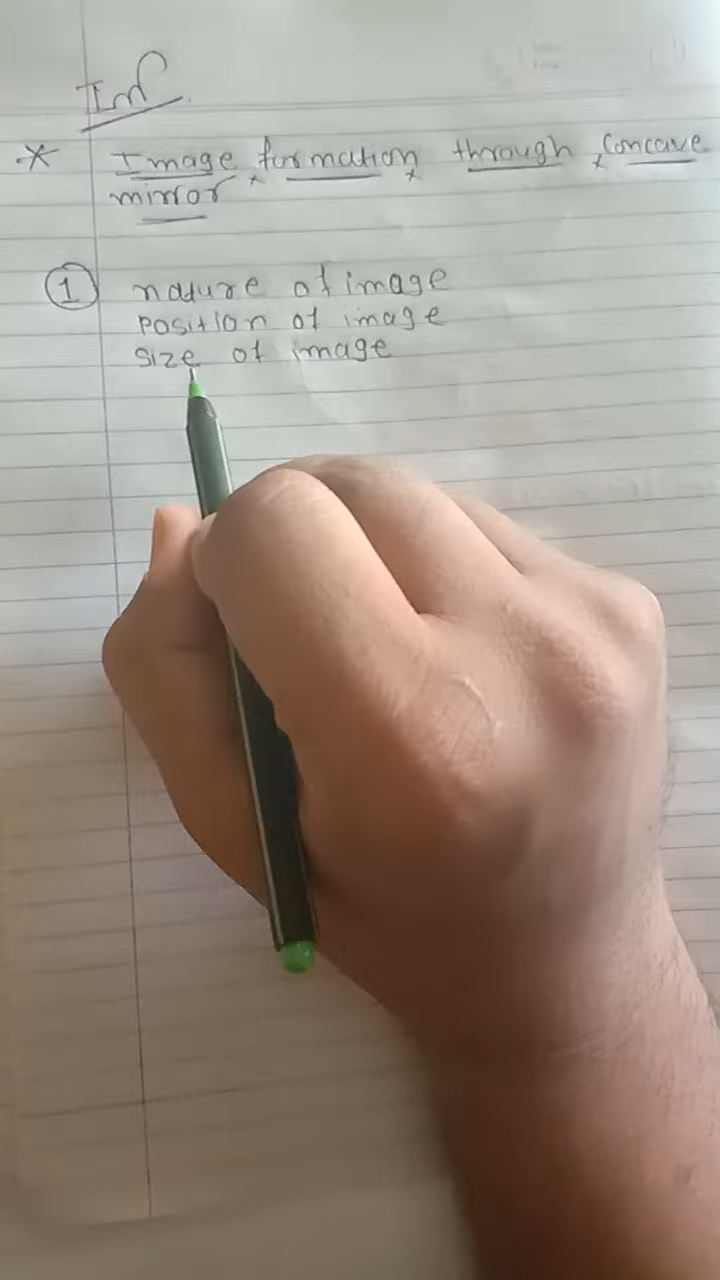 Imp
* Image formation through Concave
mirror
1 nature of image
Position of image
Size of image